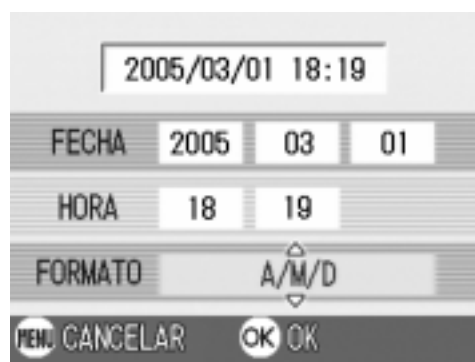 2005/03/01 18:19
FECHA 2005 03 01
HORA 18 19
FORMATO A/M/D
MENU CANCELAR OK OK